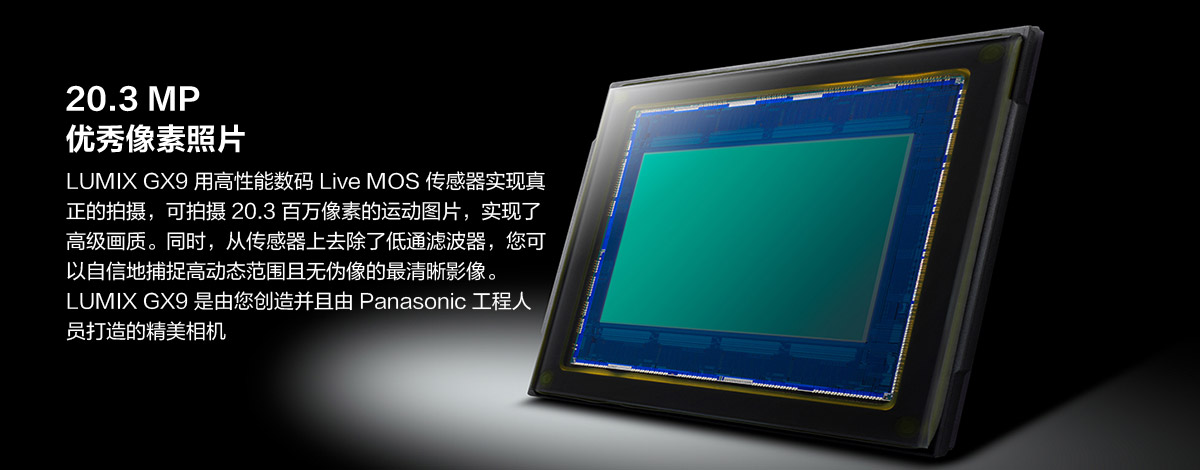 20.3 MP
优秀像素照片
LUMIX GX9 用高性能数码 Live MOS 传感器实现真
正的拍摄，可拍摄 20.3 百万像素的运动图片，实现了
高级画质。同时，从传感器上去除了低通滤波器，您可
以自信地捕捉高动态范围且无伪像的最清晰影像。
LUMIX GX9 是由您创造并且由 Panasonic 工程人
员打造的精美相机